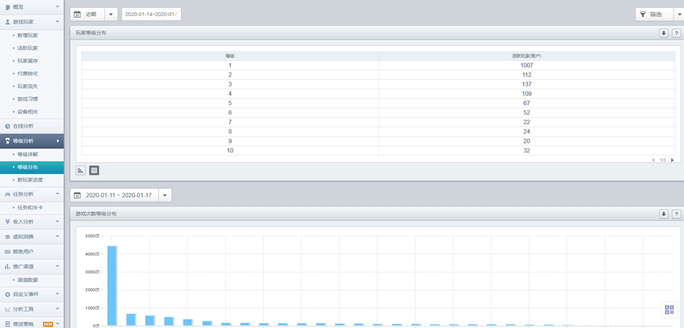 概览
游戏玩家
新增玩家
活跃玩家
玩家留存
付费转化
玩家流失
游戏习惯
设备相关
在线分析
等级分析
等级详解
等级分布
新玩家进度
任务分析
任务和关卡
收入分析
虚拟消费
鲸鱼用户
推广渠道
渠道数据
自定义事件
分析工具
推送营销 NEW
近期 2020-01-14~2020-01- 筛选
玩家等级分布
等级 活跃玩家(账户)
1 1007
2 112
3 137
4 109
5 67
6 52
7 22
8 24
9 20
10 32
1/3
2020-01-11 ~ 2020-01-17
游戏次数等级分布
5000次
4000次
3000次
2000次
1000次
0次